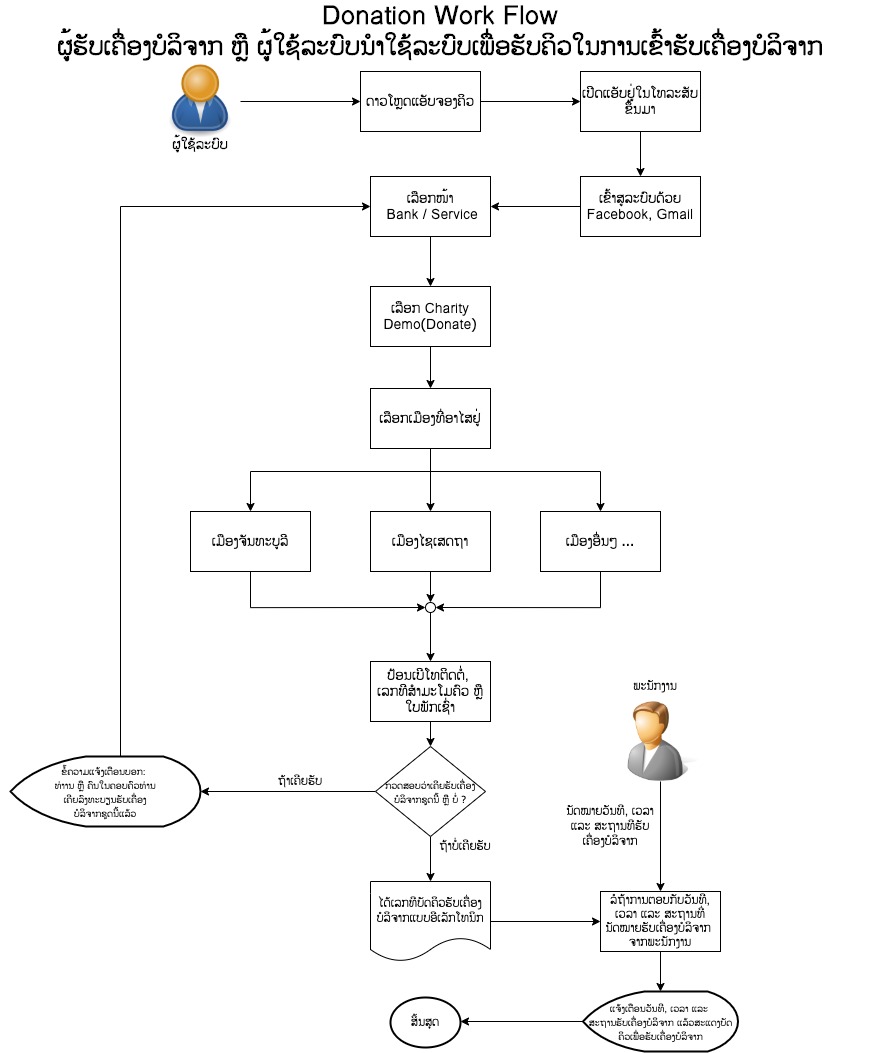 Donation Work Flow
ຜູ້ຮັບເຄື່ອງບໍລິຈາກ ຫຼື ຜູ້ໃຊ້ລະບົບນຳໃຊ້ລະບົບເພື່ອຮັບຄິວໃນການເຂົ້າຮັບເຄື່ອງບໍລິຈາກ
ຜູ້ໃຊ້ລະບົບ
ດາວໂຫຼດແອັບຈອງຄິວ
ເປີດແອັບຢູ່ໃນໂທລະສັບ
ຂຶ້ນມາ
ເຂົ້າສູລະບົບດ້ວຍ
Facebook, Gmail
ເລືອກໜ້າ
Bank / Service
ເລືອກ Charity
Demo(Donate)
ເລືອກເມືອງທີ່ອາໄສຢູ່
ເມືອງຈັນທະບູລີ
ເມືອງໄຊເສດຖາ
ເມືອງອື່ນໆ ...
ປ້ອນເບີໂທຕິດຕໍ່,
ເລກທີສຳມະໂມຄົວ ຫຼື
ໃບພັກເຊົາ
ກວດສອບວ່າເຄີຍຮັບເຄື່ອງ
ບໍລິຈາກຊຸດນີ້ ຫຼື ບໍ່ ?
ຖ້າເຄີຍຮັບ
ຂໍ້ຄວາມແຈ້ງເຕືອນບອກ:
ທ່ານ ຫຼື ຄົນໃນຄອບຄົວທ່ານ
ເຄີຍລົງທະບຽນຮັບເຄື່ອງ
ບໍລິຈາກຊຸດນີ້ແລ້ວ
ຖ້າບໍ່ເຄີຍຮັບ
ໄດ້ເລກທີບັດຄິວຮັບເຄື່ອງ
ບໍລິຈາກແບບອີເລັກໂທນິກ
ພະນັກງານ
ນັດໝາຍວັນທີ, ເວລາ
ແລະ ສະຖານທີຮັບ
ເຄື່ອງບໍລິຈາກ
ລໍຖ້າການຕອບກັບວັນທີ,
ເວລາ ແລະ ສະຖານທີ່
ນັດໝາຍຮັບເຄື່ອງບໍລິຈາກ
ຈາກພະນັກງານ
ແຈ້ງເຕືອນວັນທີ, ເວລາ ແລະ
ສະຖານຮັບເຄື່ອງບໍລິຈາກ ແລ້ວສະແດງບັດ
ຄິວເພື່ອຮັບເຄື່ອງບໍລິຈາກ
ສິ້ນສຸດ